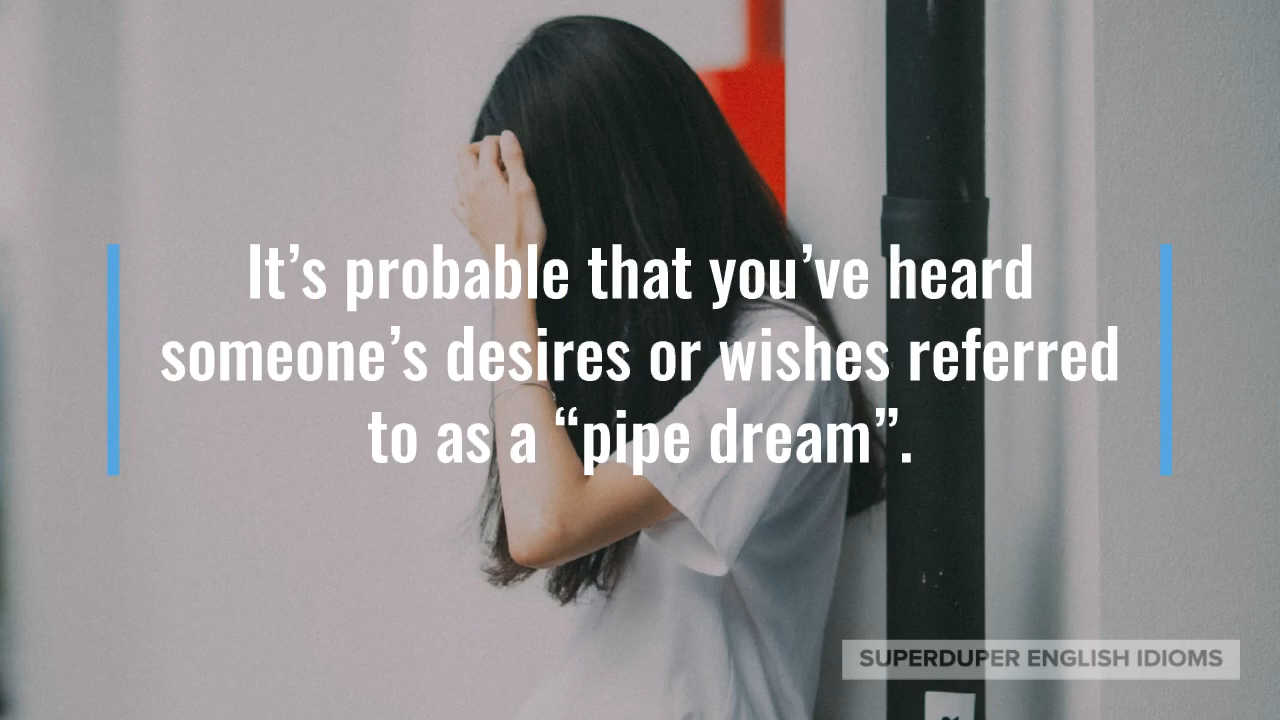 It’s probable that you’ve heard
someone’s desires or wishes referred
to as a “pipe dream”.
SUPERDUPER ENGLISH IDIOMS